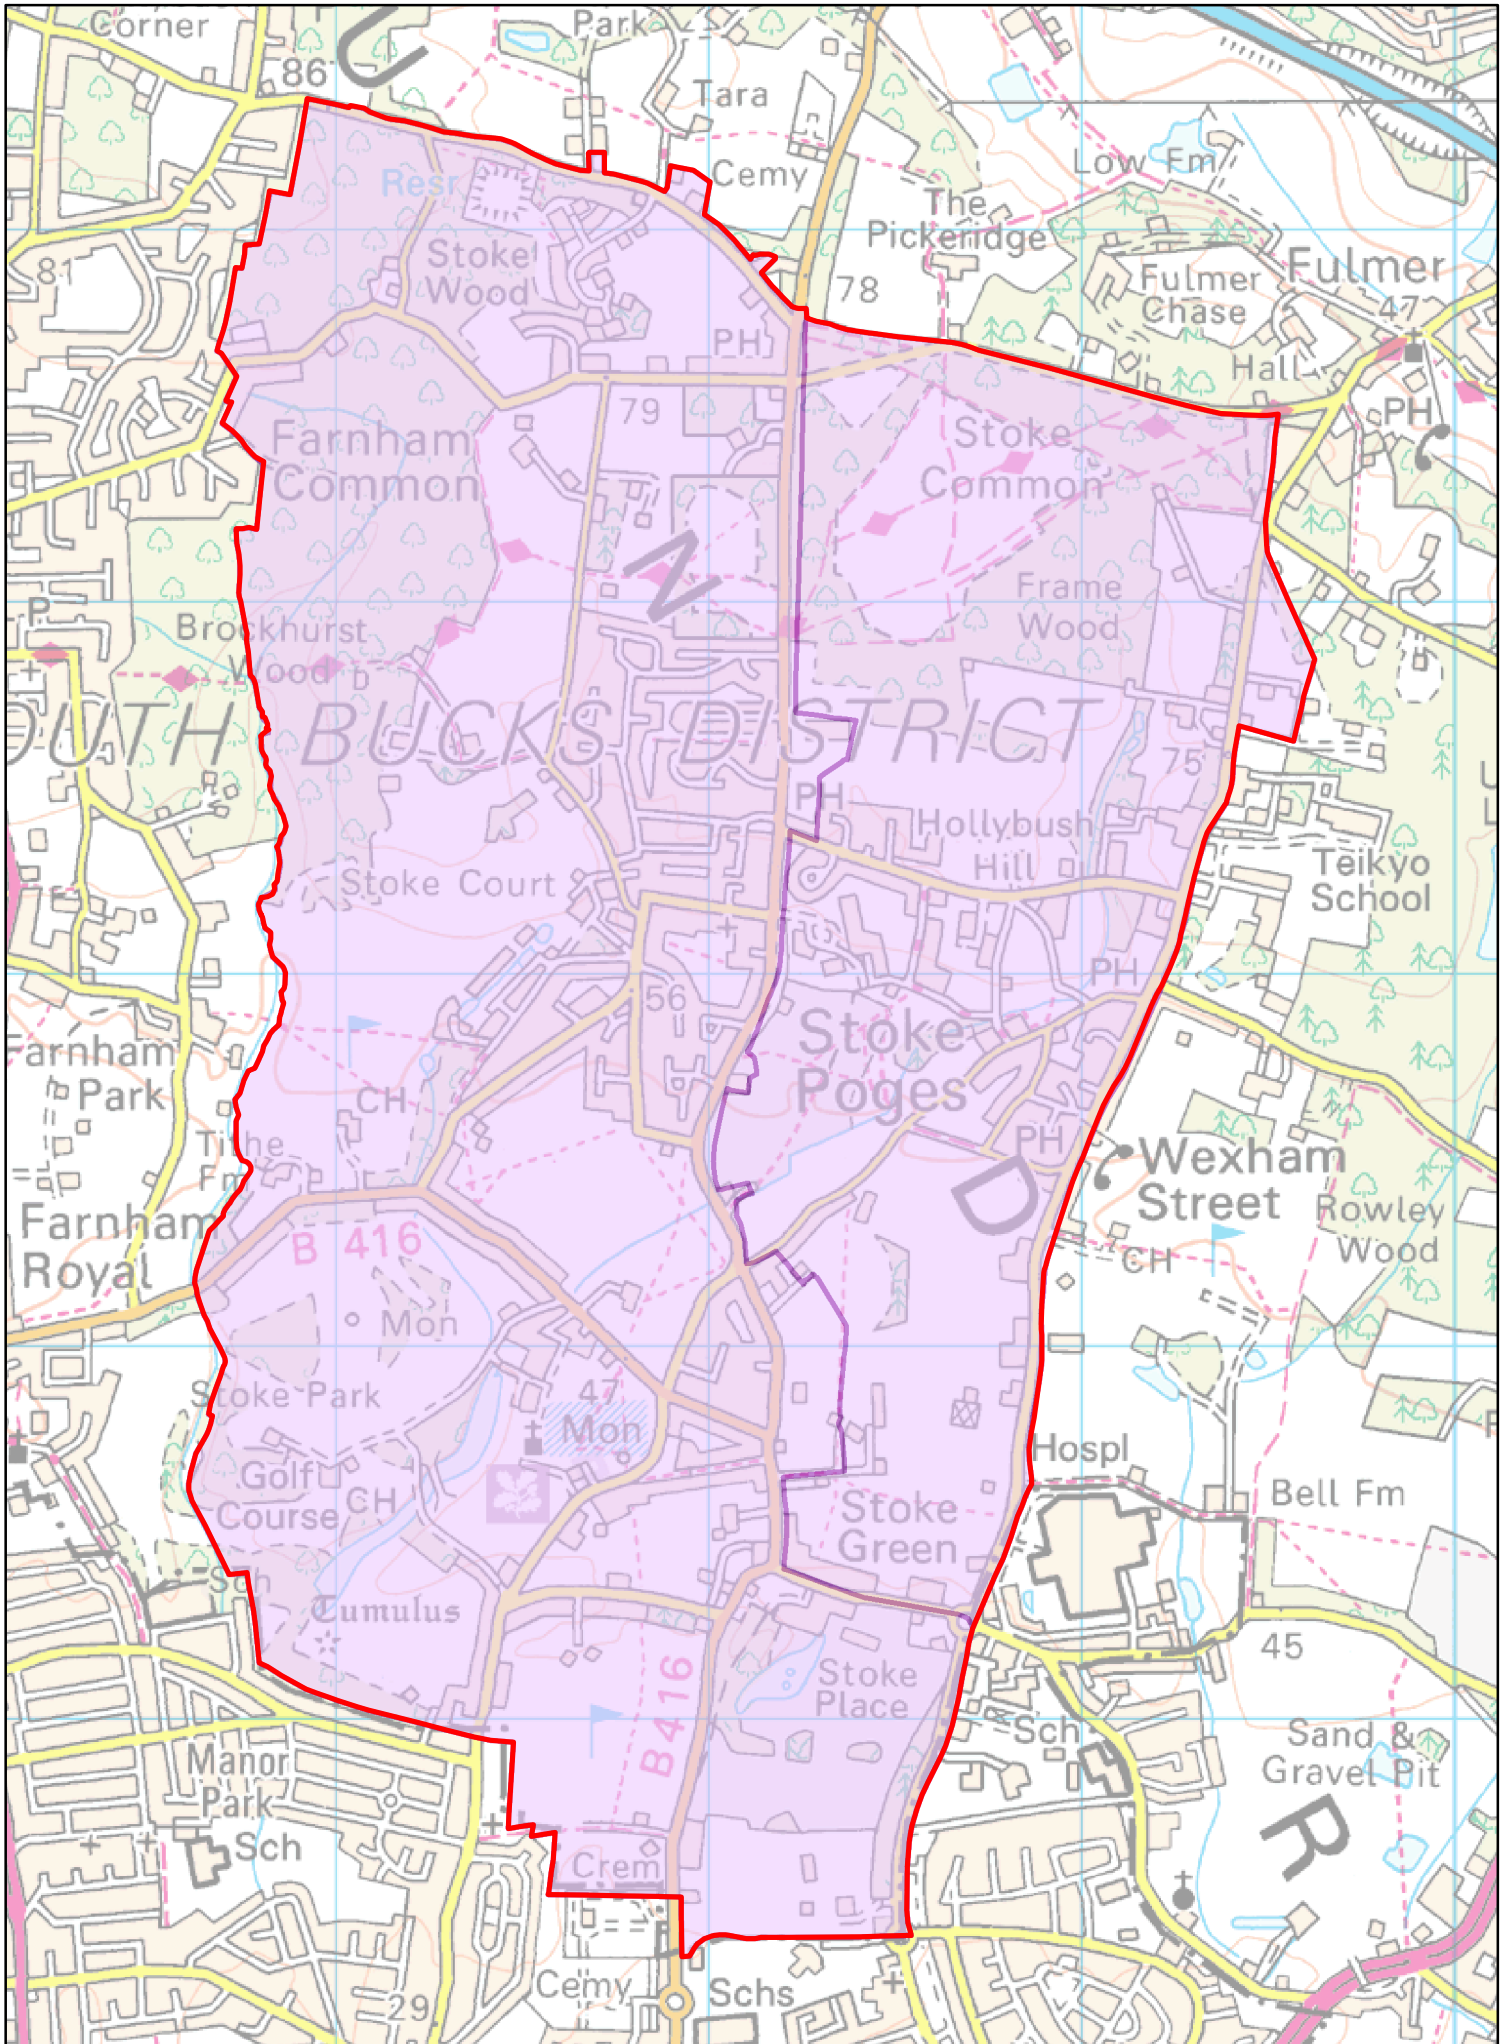 Corner
Park
86
U
Tara
Cemy
Low Fm
Resr
The
Pickeridge
81
Stoke
Wood
78
Fulmer
Chase
Fulmer
47
PH
Hall
PH
79
Farnham
Common
Stoke
Common
N
P
Brockhurst
Wood
Frame
Wood
OUTH BUCKS DISTRICT
75
PH
Hollybush
Hill
Stoke Court
Teikyo
School
PH
56
Stoke
Poges
Farnham
Park
CH
Tithe
Fm
PH
Wexham
Street
D
Rowley
Wood
Farnham
Royal
B 416
CH
Mon
Stoke Park
47
Mon
Golf
Course
CH
Hospl
Bell Fm
Stoke
Green
Sch
Tumulus
45
Stoke
Place
B416
Sch
Sand &
Gravel Pit
Manor
Park
Sch
R
Crem
Cemy
Schs
29